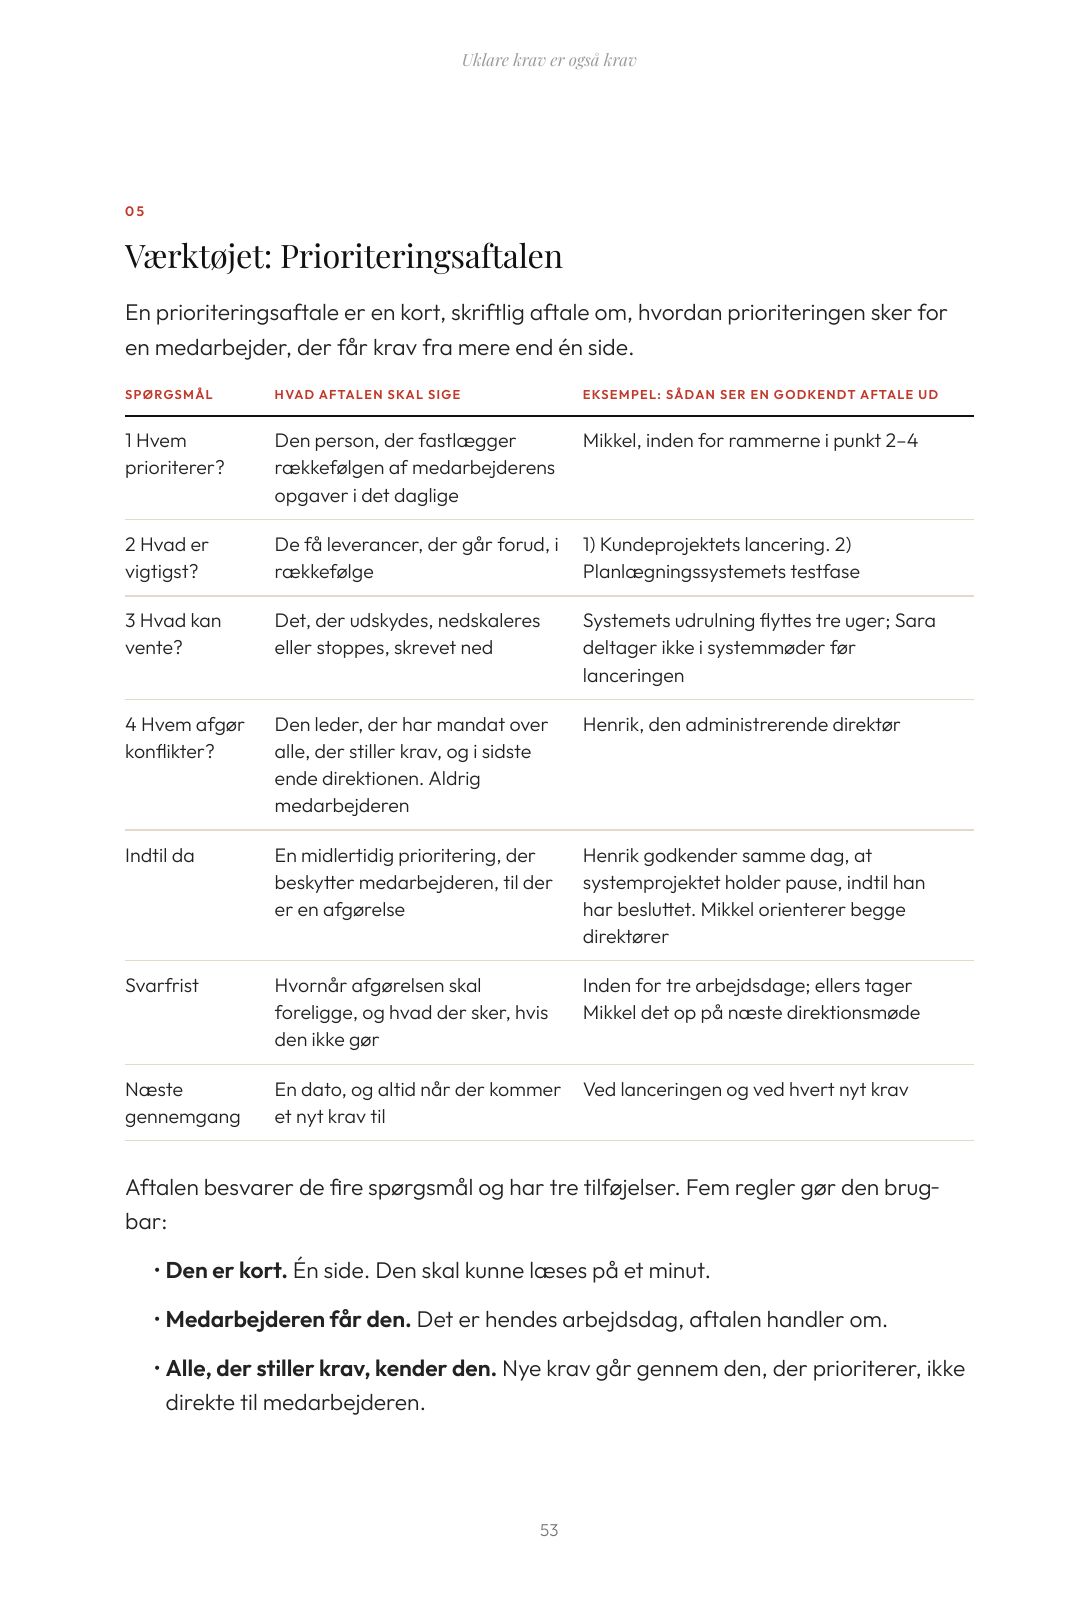 Uklare krav er også krav
05
Værktøjet: Prioriteringsaftalen
En prioriteringsaftale er en kort, skriftlig aftale om, hvordan prioriteringen sker for
en medarbejder, der får krav fra mere end én side.
SPØRGSMÅL HVAD AFTALEN SKAL SIGE EKSEMPEL: SÅDAN SER EN GODKENDT AFTALE UD
1 Hvem Den person, der fastlægger Mikkel, inden for rammerne i punkt 2–4
prioriterer? rækkefølgen af medarbejderens
opgaver i det daglige
2 Hvad er De få leverancer, der går forud, i 1) Kundeprojektets lancering. 2)
vigtigst? rækkefølge Planlægningssystemets testfase
3 Hvad kan Det, der udskydes, nedskaleres Systemets udrulning flyttes tre uger; Sara
vente? eller stoppes, skrevet ned deltager ikke i systemmøder før
lanceringen
4 Hvem afgør Den leder, der har mandat over Henrik, den administrerende direktør
konflikter? alle, der stiller krav, og i sidste
ende direktionen. Aldrig
medarbejderen
Indtil da En midlertidig prioritering, der Henrik godkender samme dag, at
beskytter medarbejderen, til der systemprojektet holder pause, indtil han
er en afgørelse har besluttet. Mikkel orienterer begge
direktører
Svarfrist Hvornår afgørelsen skal Inden for tre arbejdsdage; ellers tager
foreligge, og hvad der sker, hvis Mikkel det op på næste direktionsmøde
den ikke gør
Næste En dato, og altid når der kommer Ved lanceringen og ved hvert nyt krav
gennemgang et nyt krav til
Aftalen besvarer de fire spørgsmål og har tre tilføjelser. Fem regler gør den brug-
bar:
• Den er kort. Én side. Den skal kunne læses på et minut.
• Medarbejderen får den. Det er hendes arbejdsdag, aftalen handler om.
• Alle, der stiller krav, kender den. Nye krav går gennem den, der prioriterer, ikke
direkte til medarbejderen.
53